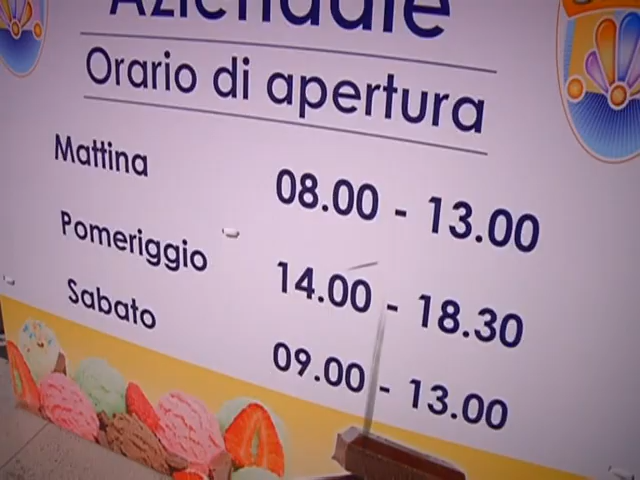 Aziendale
Orario di apertura
Mattina 08.00 - 13.00
Pomeriggio 14.00 - 18.30
Sabato 09.00 - 13.00